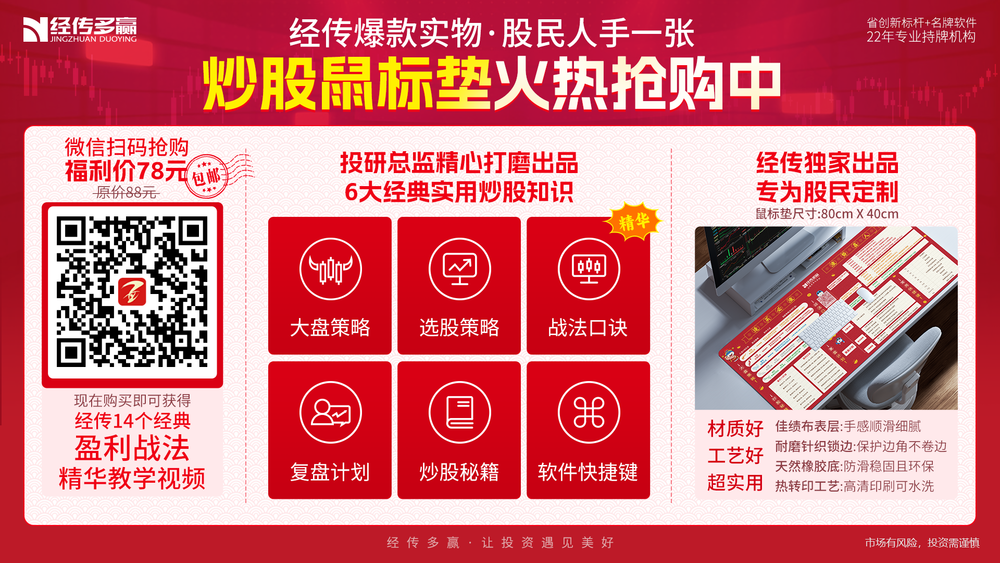 经传多赢
JINGZHUAN DUOYING
省创新标杆+名牌软件
22年专业持牌机构
经传爆款实物·股民人手一张
炒股鼠标垫火热抢购中
微信扫码抢购
福利价78元
包邮
原价88元
现在购买即可获得
经传14个经典
盈利战法
精华教学视频
投研总监精心打磨出品
6大经典实用炒股知识
精华
大盘策略
选股策略
战法口诀
复盘计划
炒股秘籍
软件快捷键
经传独家出品
专为股民定制
鼠标垫尺寸:80cm X 40cm
材质好
工艺好
超实用
佳绩布表层:手感顺滑细腻
耐磨针织锁边:保护边角不卷边
天然橡胶底:防滑稳固且环保
热转印工艺:高清印刷可水洗
经传多赢·让投资遇见美好
市场有风险，投资需谨慎